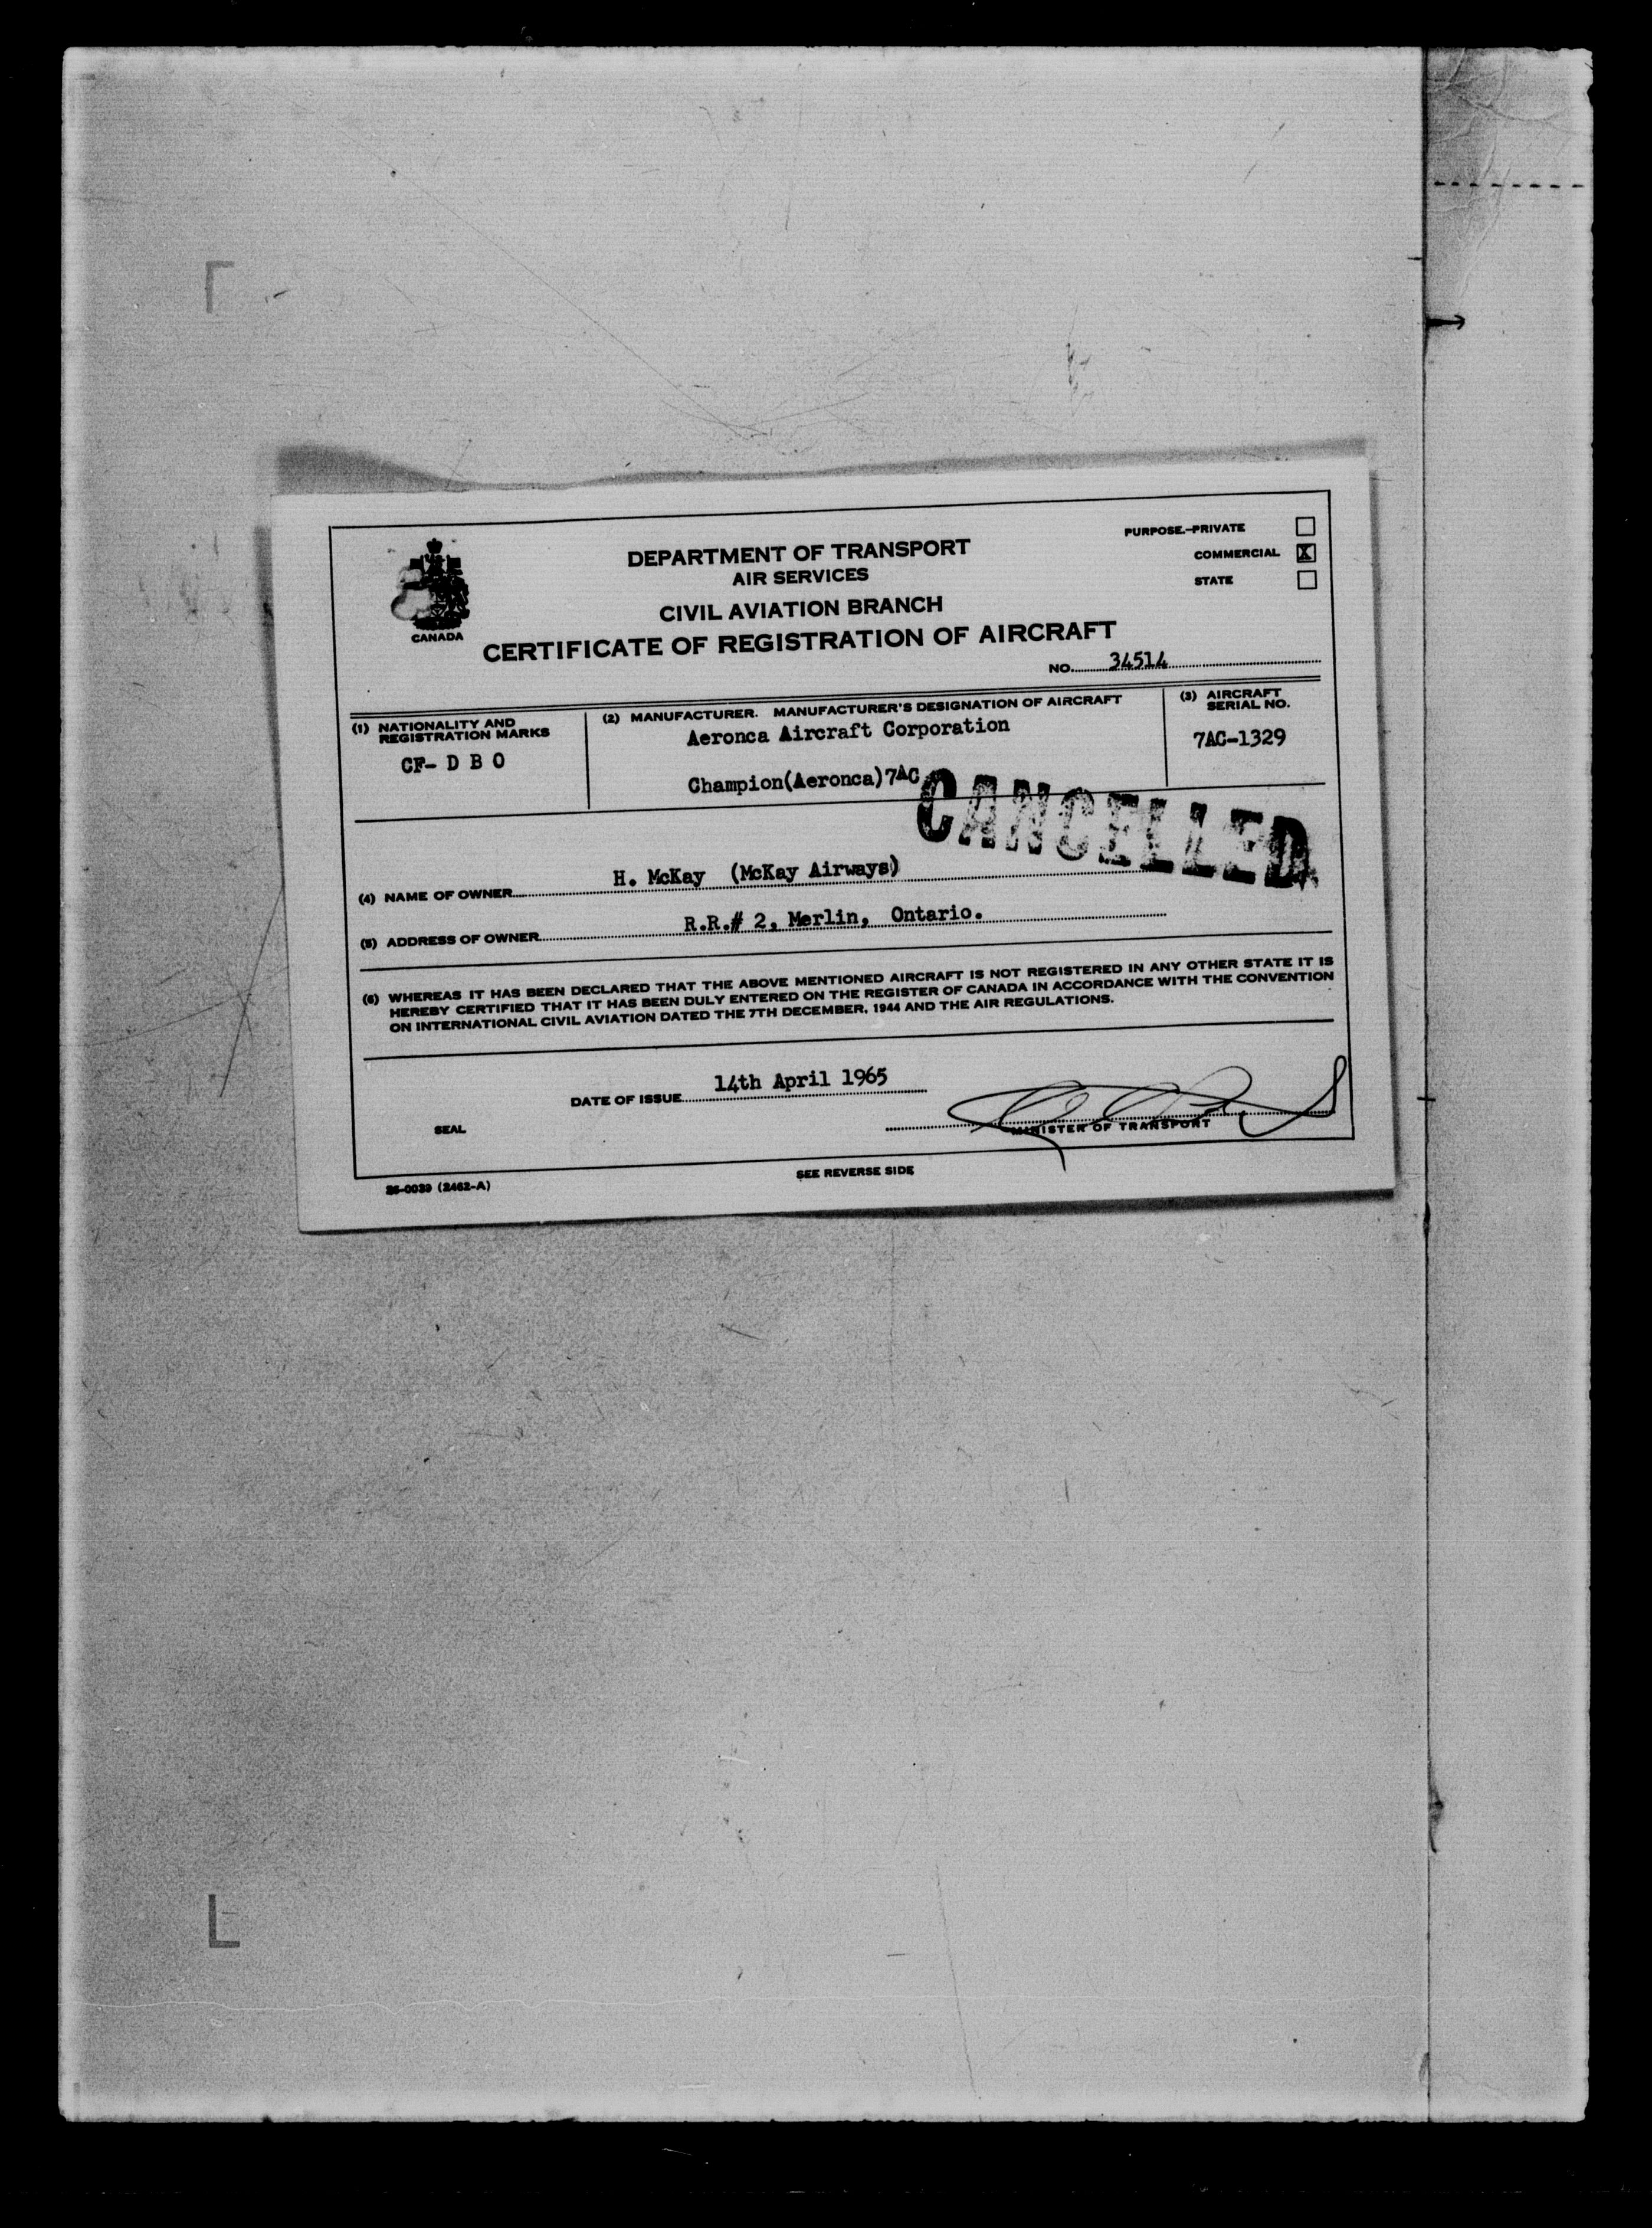 PURPOSE.—PRIVATE
COMMERCIAL X
STATE
DEPARTMENT OF TRANSPORT
AIR SERVICES
CIVIL AVIATION BRANCH
CANADA
CERTIFICATE OF REGISTRATION OF AIRCRAFT
NO. 34514
(1) NATIONALITY AND REGISTRATION MARKS
CF- D B O
(2) MANUFACTURER. MANUFACTURER'S DESIGNATION OF AIRCRAFT
Aeronca Aircraft Corporation
Champion(Aeronca)7AC
(3) AIRCRAFT SERIAL NO.
7AC-1329
CANCELLED
(4) NAME OF OWNER H. McKay (McKay Airways)
(5) ADDRESS OF OWNER R.R.# 2, Merlin, Ontario.
(6) WHEREAS IT HAS BEEN DECLARED THAT THE ABOVE MENTIONED AIRCRAFT IS NOT REGISTERED IN ANY OTHER STATE IT IS
HEREBY CERTIFIED THAT IT HAS BEEN DULY ENTERED ON THE REGISTER OF CANADA IN ACCORDANCE WITH THE CONVENTION
ON INTERNATIONAL CIVIL AVIATION DATED THE 7TH DECEMBER, 1944 AND THE AIR REGULATIONS.
DATE OF ISSUE 14th April 1965
SEAL
MINISTER OF TRANSPORT
SEE REVERSE SIDE
26-0039 (2462-A)